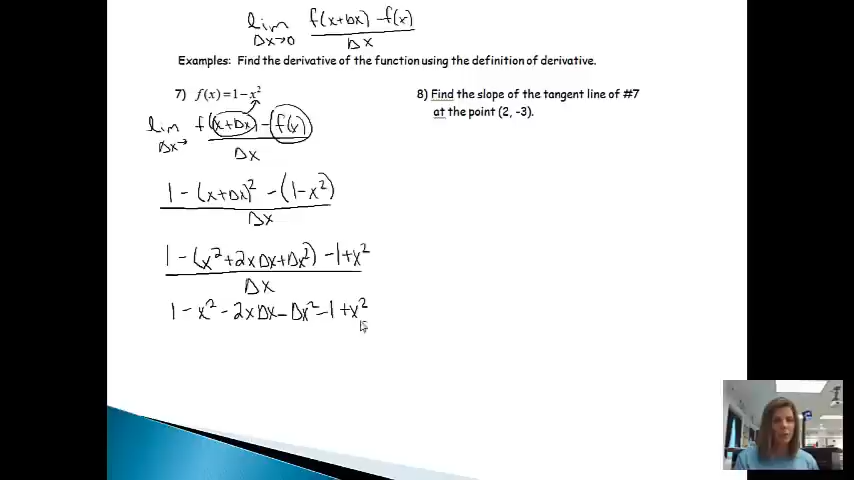 lim f(x+Δx) - f(x)
Δx→0 Δx
Examples: Find the derivative of the function using the definition of derivative.
7) f(x) = 1 − x²
8) Find the slope of the tangent line of #7
at the point (2, -3).
lim f(x+Δx) - f(x)
Δx→ Δx
1 - (x+Δx)² - (1-x²)
Δx
1 - (x²+2xΔx+Δx²) - 1+x²
Δx
1 - x² - 2xΔx - Δx² - 1 + x²